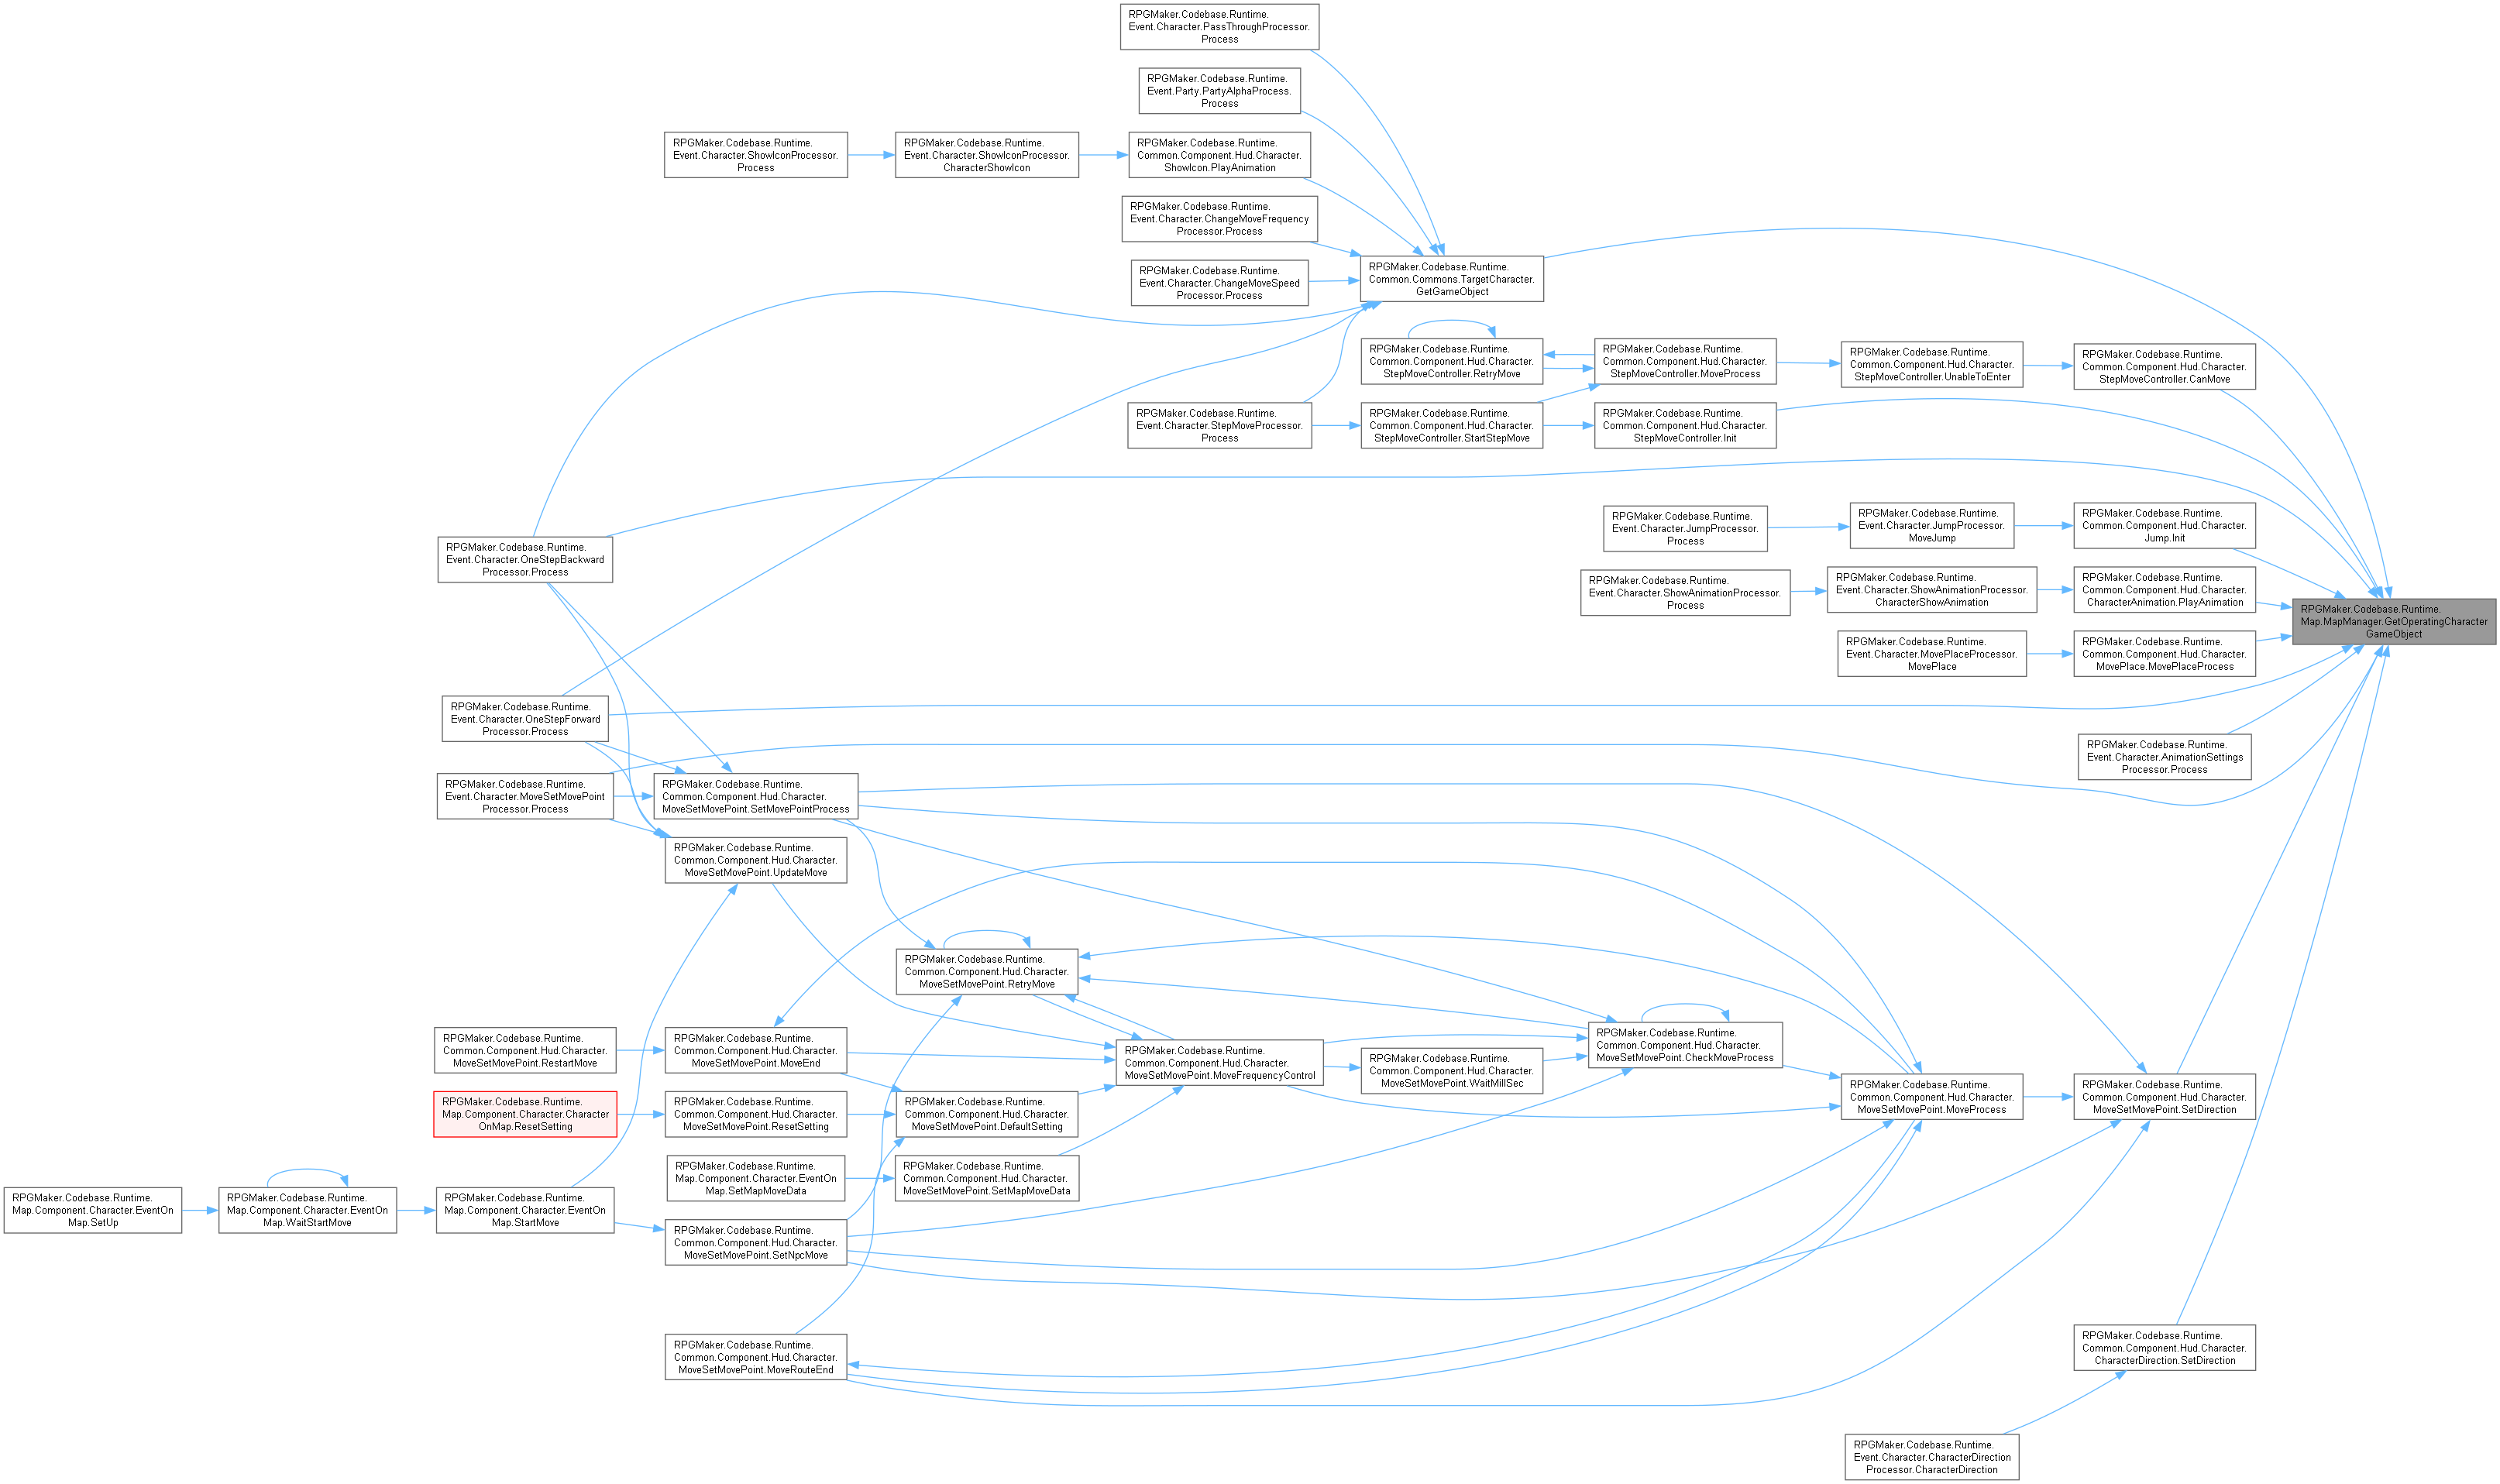 RPGMaker.Codebase.Runtime.
Event.Character.PassThroughProcessor.
Process
RPGMaker.Codebase.Runtime.
Event.Party.PartyAlphaProcess.
Process
RPGMaker.Codebase.Runtime.
Event.Character.ShowIconProcessor.
Process
RPGMaker.Codebase.Runtime.
Event.Character.ShowIconProcessor.
CharacterShowIcon
RPGMaker.Codebase.Runtime.
Common.Component.Hud.Character.
ShowIcon.PlayAnimation
RPGMaker.Codebase.Runtime.
Event.Character.ChangeMoveFrequency
Processor.Process
RPGMaker.Codebase.Runtime.
Event.Character.ChangeMoveSpeed
Processor.Process
RPGMaker.Codebase.Runtime.
Common.Commons.TargetCharacter.
GetGameObject
RPGMaker.Codebase.Runtime.
Common.Component.Hud.Character.
StepMoveController.RetryMove
RPGMaker.Codebase.Runtime.
Common.Component.Hud.Character.
StepMoveController.MoveProcess
RPGMaker.Codebase.Runtime.
Common.Component.Hud.Character.
StepMoveController.UnableToEnter
RPGMaker.Codebase.Runtime.
Common.Component.Hud.Character.
StepMoveController.CanMove
RPGMaker.Codebase.Runtime.
Event.Character.StepMoveProcessor.
Process
RPGMaker.Codebase.Runtime.
Common.Component.Hud.Character.
StepMoveController.StartStepMove
RPGMaker.Codebase.Runtime.
Common.Component.Hud.Character.
StepMoveController.Init
RPGMaker.Codebase.Runtime.
Event.Character.JumpProcessor.
Process
RPGMaker.Codebase.Runtime.
Event.Character.JumpProcessor.
MoveJump
RPGMaker.Codebase.Runtime.
Common.Component.Hud.Character.
Jump.Init
RPGMaker.Codebase.Runtime.
Event.Character.OneStepBackward
Processor.Process
RPGMaker.Codebase.Runtime.
Event.Character.ShowAnimationProcessor.
Process
RPGMaker.Codebase.Runtime.
Event.Character.ShowAnimationProcessor.
CharacterShowAnimation
RPGMaker.Codebase.Runtime.
Common.Component.Hud.Character.
CharacterAnimation.PlayAnimation
RPGMaker.Codebase.Runtime.
Map.MapManager.GetOperatingCharacter
GameObject
RPGMaker.Codebase.Runtime.
Event.Character.MovePlaceProcessor.
MovePlace
RPGMaker.Codebase.Runtime.
Common.Component.Hud.Character.
MovePlace.MovePlaceProcess
RPGMaker.Codebase.Runtime.
Event.Character.OneStepForward
Processor.Process
RPGMaker.Codebase.Runtime.
Event.Character.AnimationSettings
Processor.Process
RPGMaker.Codebase.Runtime.
Event.Character.MoveSetMovePoint
Processor.Process
RPGMaker.Codebase.Runtime.
Common.Component.Hud.Character.
MoveSetMovePoint.SetMovePointProcess
RPGMaker.Codebase.Runtime.
Common.Component.Hud.Character.
MoveSetMovePoint.UpdateMove
RPGMaker.Codebase.Runtime.
Common.Component.Hud.Character.
MoveSetMovePoint.RetryMove
RPGMaker.Codebase.Runtime.
Common.Component.Hud.Character.
MoveSetMovePoint.RestartMove
RPGMaker.Codebase.Runtime.
Common.Component.Hud.Character.
MoveSetMovePoint.MoveEnd
RPGMaker.Codebase.Runtime.
Common.Component.Hud.Character.
MoveSetMovePoint.MoveFrequencyControl
RPGMaker.Codebase.Runtime.
Common.Component.Hud.Character.
MoveSetMovePoint.WaitMillSec
RPGMaker.Codebase.Runtime.
Common.Component.Hud.Character.
MoveSetMovePoint.CheckMoveProcess
RPGMaker.Codebase.Runtime.
Common.Component.Hud.Character.
MoveSetMovePoint.MoveProcess
RPGMaker.Codebase.Runtime.
Common.Component.Hud.Character.
MoveSetMovePoint.SetDirection
RPGMaker.Codebase.Runtime.
Map.Component.Character.Character
OnMap.ResetSetting
RPGMaker.Codebase.Runtime.
Common.Component.Hud.Character.
MoveSetMovePoint.ResetSetting
RPGMaker.Codebase.Runtime.
Common.Component.Hud.Character.
MoveSetMovePoint.DefaultSetting
RPGMaker.Codebase.Runtime.
Map.Component.Character.EventOn
Map.SetMapMoveData
RPGMaker.Codebase.Runtime.
Common.Component.Hud.Character.
MoveSetMovePoint.SetMapMoveData
RPGMaker.Codebase.Runtime.
Map.Component.Character.EventOn
Map.SetUp
RPGMaker.Codebase.Runtime.
Map.Component.Character.EventOn
Map.WaitStartMove
RPGMaker.Codebase.Runtime.
Map.Component.Character.EventOn
Map.StartMove
RPGMaker.Codebase.Runtime.
Common.Component.Hud.Character.
MoveSetMovePoint.SetNpcMove
RPGMaker.Codebase.Runtime.
Common.Component.Hud.Character.
MoveSetMovePoint.MoveRouteEnd
RPGMaker.Codebase.Runtime.
Common.Component.Hud.Character.
CharacterDirection.SetDirection
RPGMaker.Codebase.Runtime.
Event.Character.CharacterDirection
Processor.CharacterDirection